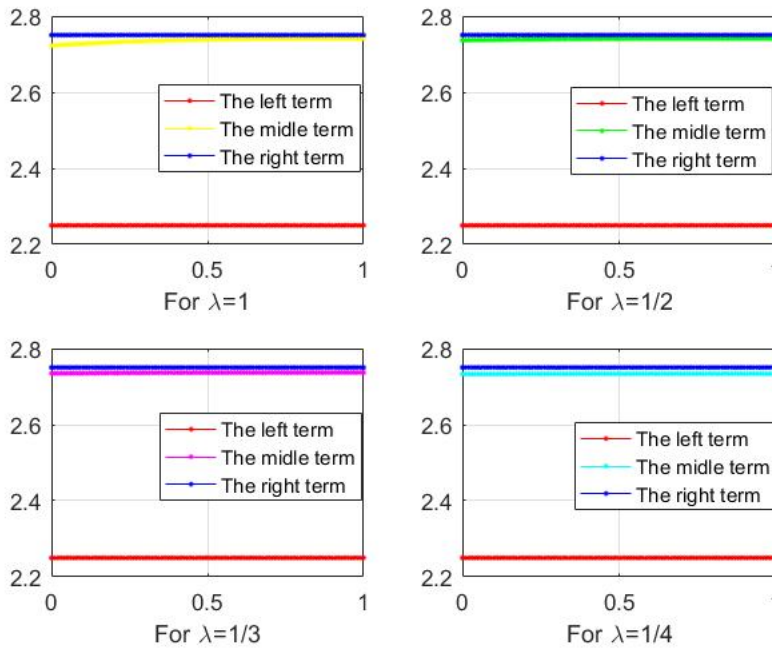 2.8
2.6
2.4
2.2
The left term
The midle term
The right term
0
0.5
1
For λ=1
2.8
2.6
2.4
2.2
The left term
The midle term
The right term
0
0.5
1
For λ=1/2
2.8
2.6
2.4
2.2
The left term
The midle term
The right term
0
0.5
1
For λ=1/3
2.8
2.6
2.4
2.2
The left term
The midle term
The right term
0
0.5
1
For λ=1/4